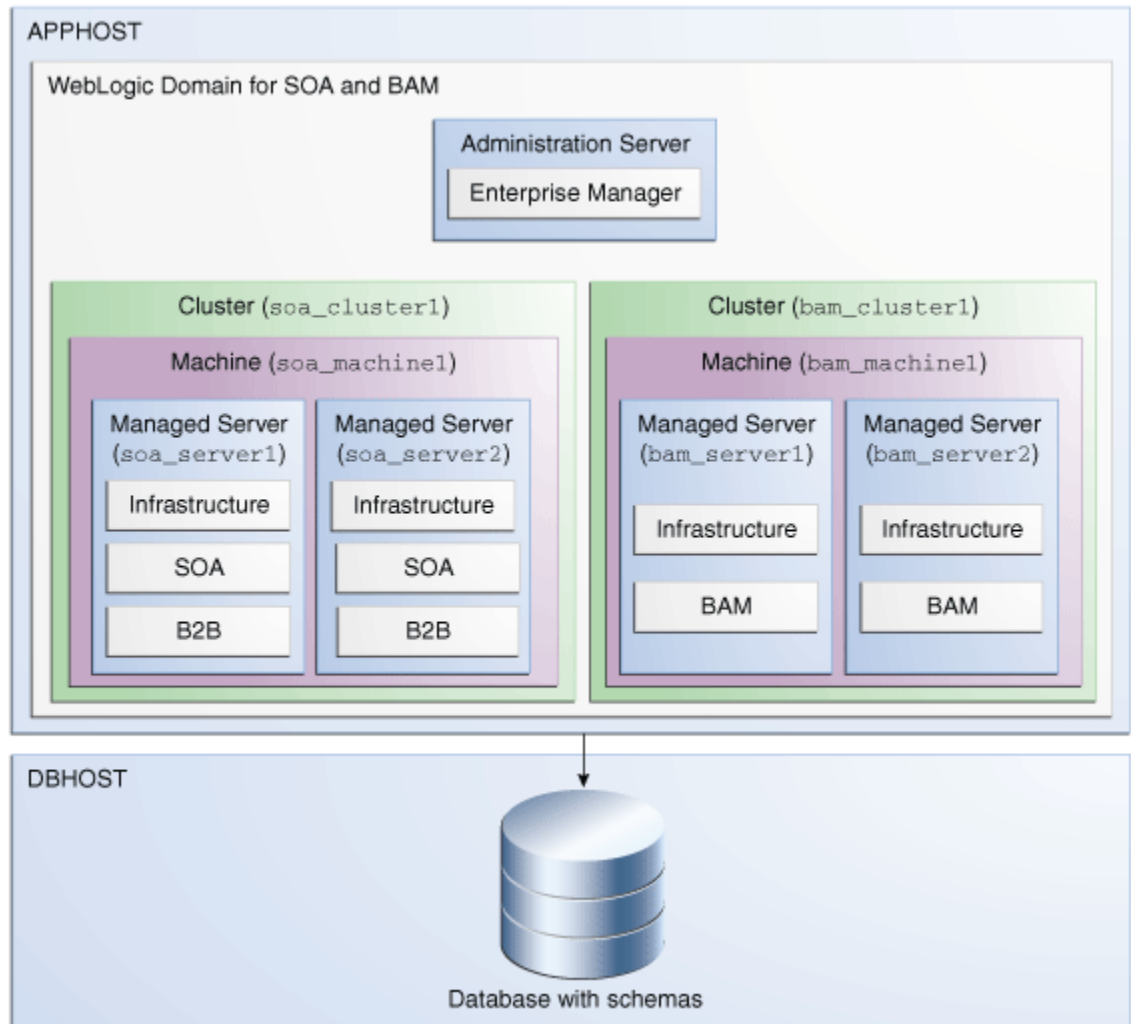 APPHOST
WebLogic Domain for SOA and BAM
Administration Server
Enterprise Manager
Cluster (soa_cluster1)
Machine (soa_machine1)
Managed Server
(soa_server1)
Infrastructure
SOA
B2B
Managed Server
(soa_server2)
Infrastructure
SOA
B2B
Cluster (bam_cluster1)
Machine (bam_machine1)
Managed Server
(bam_server1)
Infrastructure
BAM
Managed Server
(bam_server2)
Infrastructure
BAM
DBHOST
Database with schemas